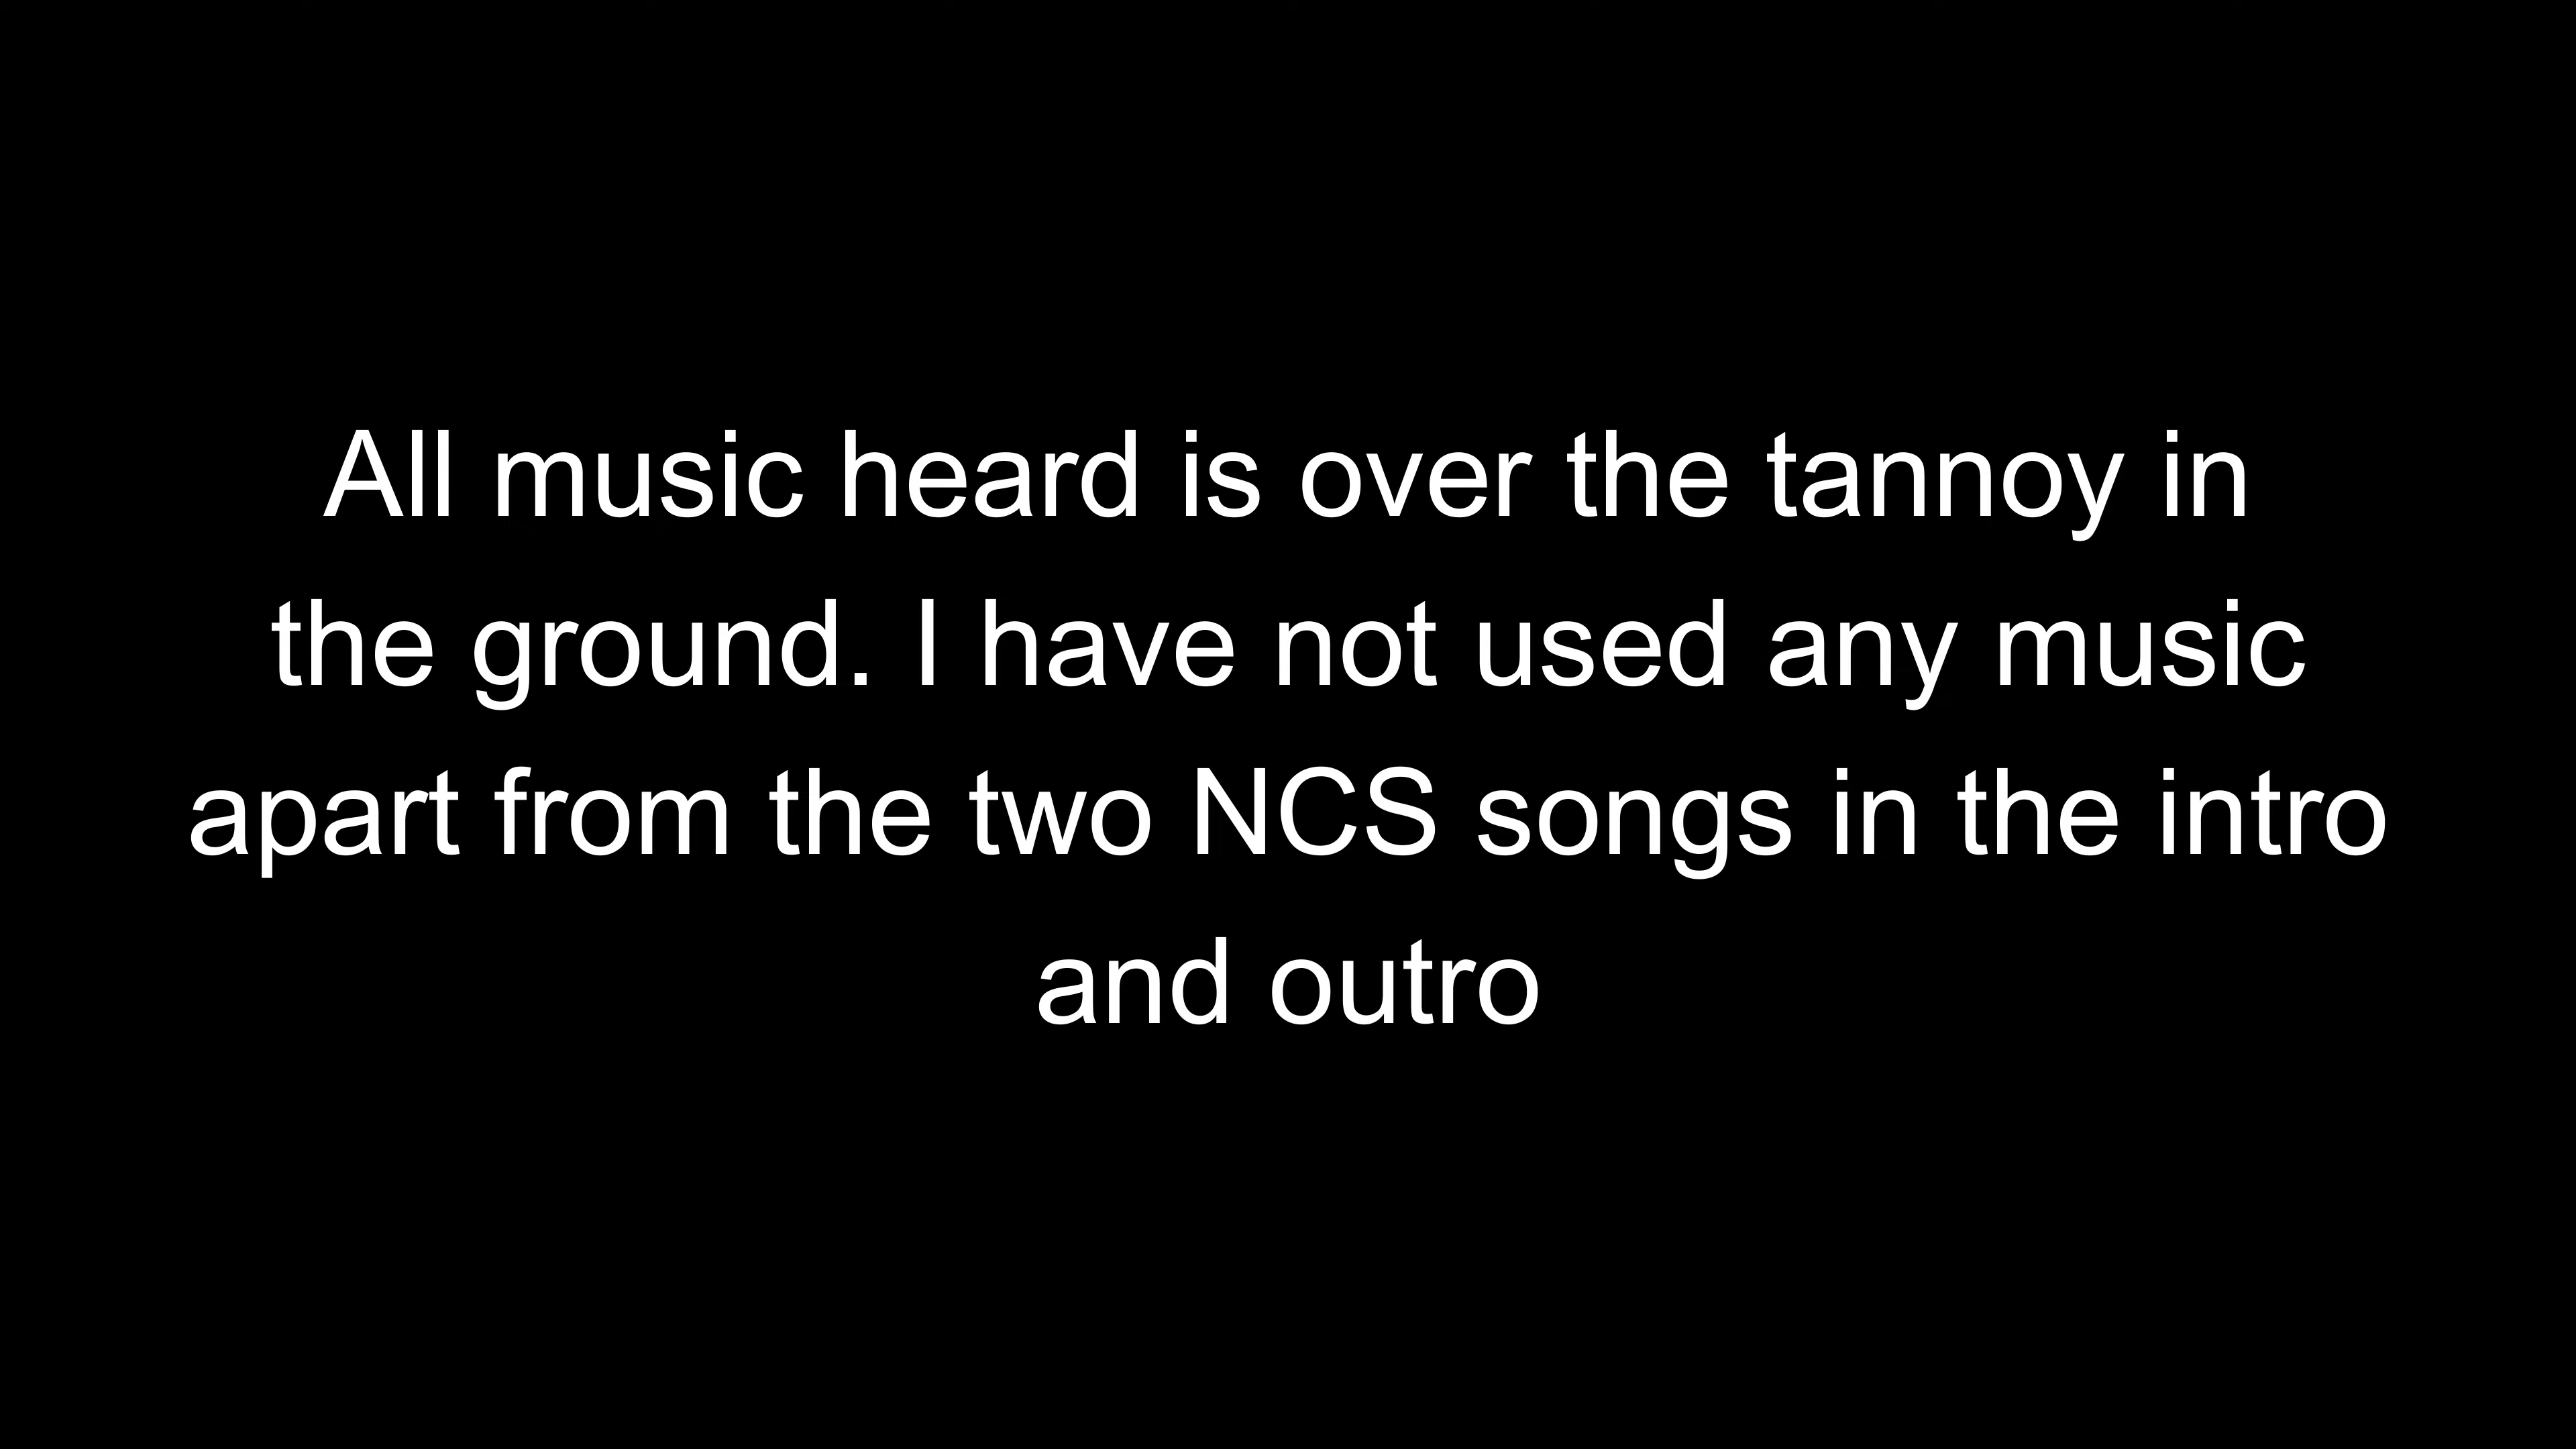 All music heard is over the tannoy in
the ground. I have not used any music
apart from the two NCS songs in the intro
and outro